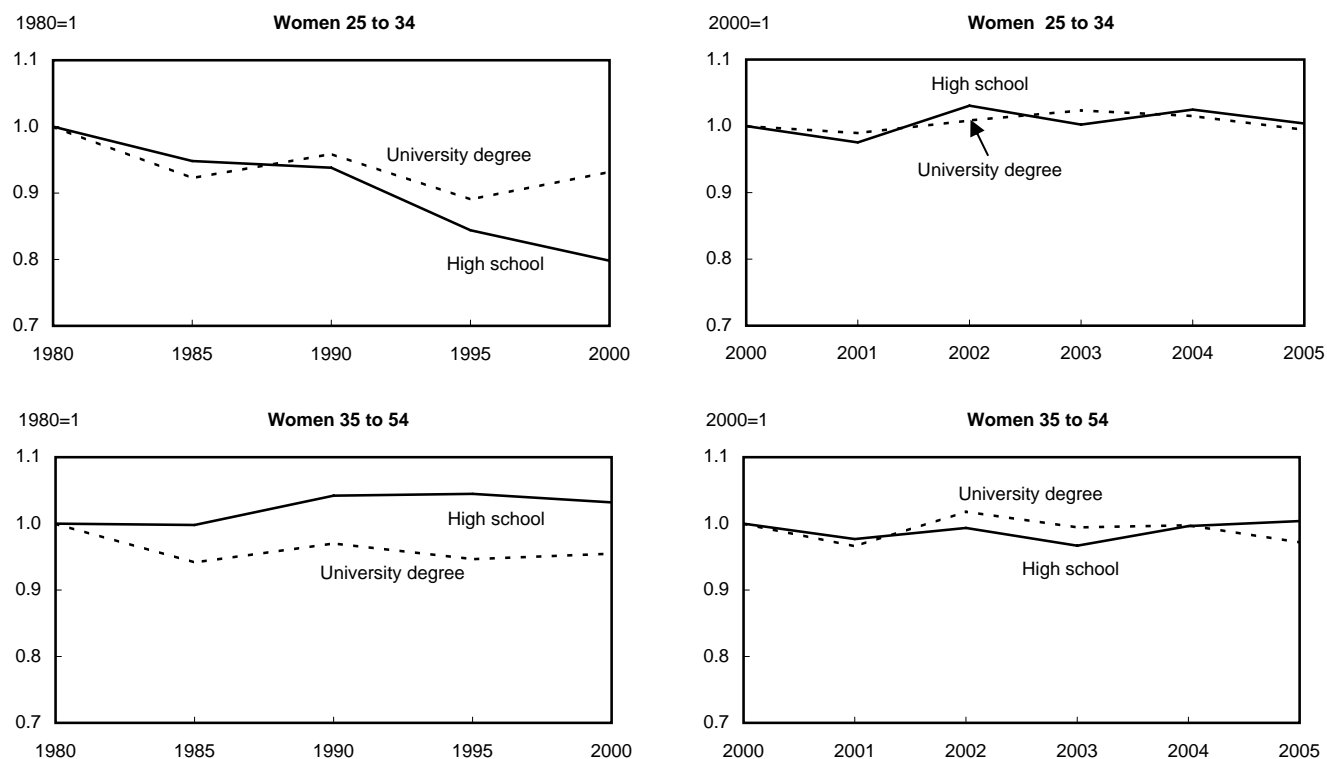 1980=1 Women 25 to 34
1.1
University degree
1.0
0.9
High school
0.8
0.7
1980 1985 1990 1995 2000
2000=1 Women 25 to 34
1.1
High school
1.0
University degree
0.9
0.8
0.7
2000 2001 2002 2003 2004 2005
1980=1 Women 35 to 54
1.1
High school
1.0
University degree
0.9
0.8
0.7
1980 1985 1990 1995 2000
2000=1 Women 35 to 54
1.1
University degree
1.0
High school
0.9
0.8
0.7
2000 2001 2002 2003 2004 2005